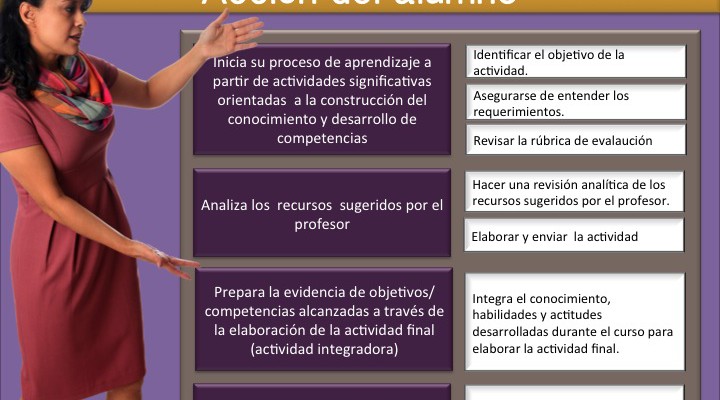 Acción del alumno
Inicia su proceso de aprendizaje a
partir de actividades significativas
orientadas a la construcción del
conocimiento y desarrollo de
competencias
Identificar el objetivo de la
actividad.
Asegurarse de entender los
requerimientos.
Revisar la rúbrica de evalaución
Analiza los recursos sugeridos por el
profesor
Hacer una revisión analítica de los
recursos sugeridos por el profesor.
Elaborar y enviar la actividad
Prepara la evidencia de objetivos/
competencias alcanzadas a través de
la elaboración de la actividad final
(actividad integradora)
Integra el conocimiento,
habilidades y actitudes
desarrolladas durante el curso para
elaborar la actividad final.